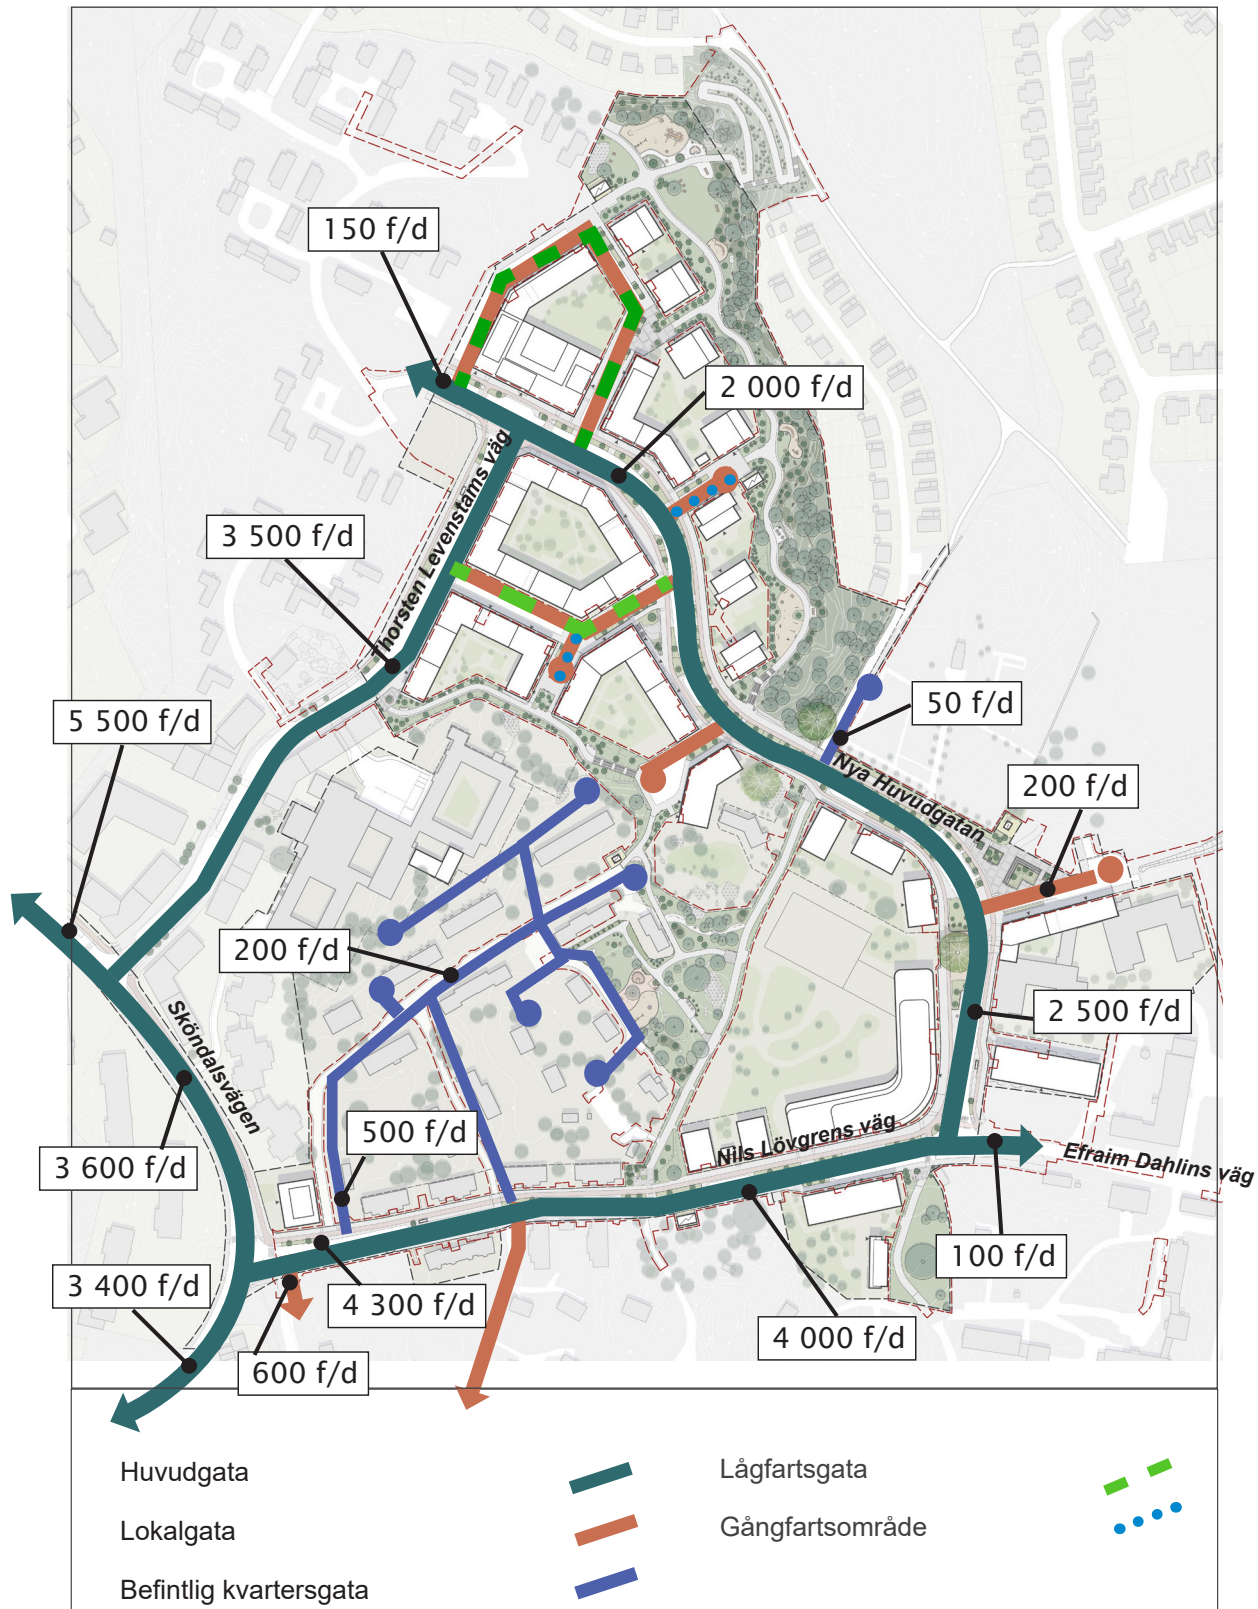 150 f/d
2 000 f/d
Thorsten Levenstams väg
3 500 f/d
5 500 f/d
50 f/d
Nya Huvudgatan
200 f/d
200 f/d
2 500 f/d
Sköndalsvägen
500 f/d
Nils Lövgrens väg
Efraim Dahlins väg
3 600 f/d
100 f/d
3 400 f/d
4 300 f/d
4 000 f/d
600 f/d
Huvudgata
Lågfartsgata
Lokalgata
Gångfartsområde
Befintlig kvartersgata